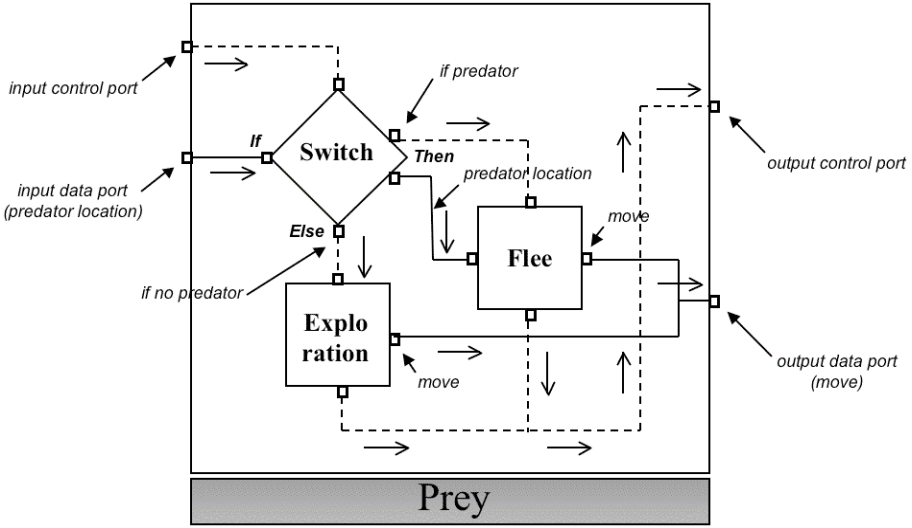 input control port
if predator
If
Switch
Then
output control port
input data port
(predator location)
predator location
Else
move
Flee
if no predator
Explo
ration
move
output data port
(move)
Prey